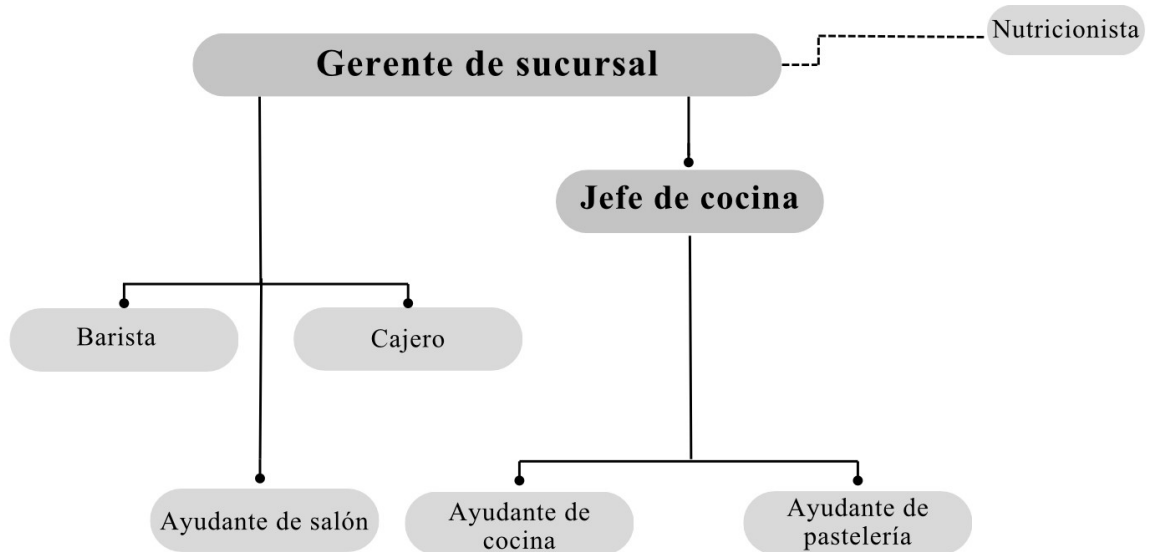 Nutricionista
Gerente de sucursal
Jefe de cocina
Barista
Cajero
Ayudante de salón
Ayudante de
cocina
Ayudante de
pastelería